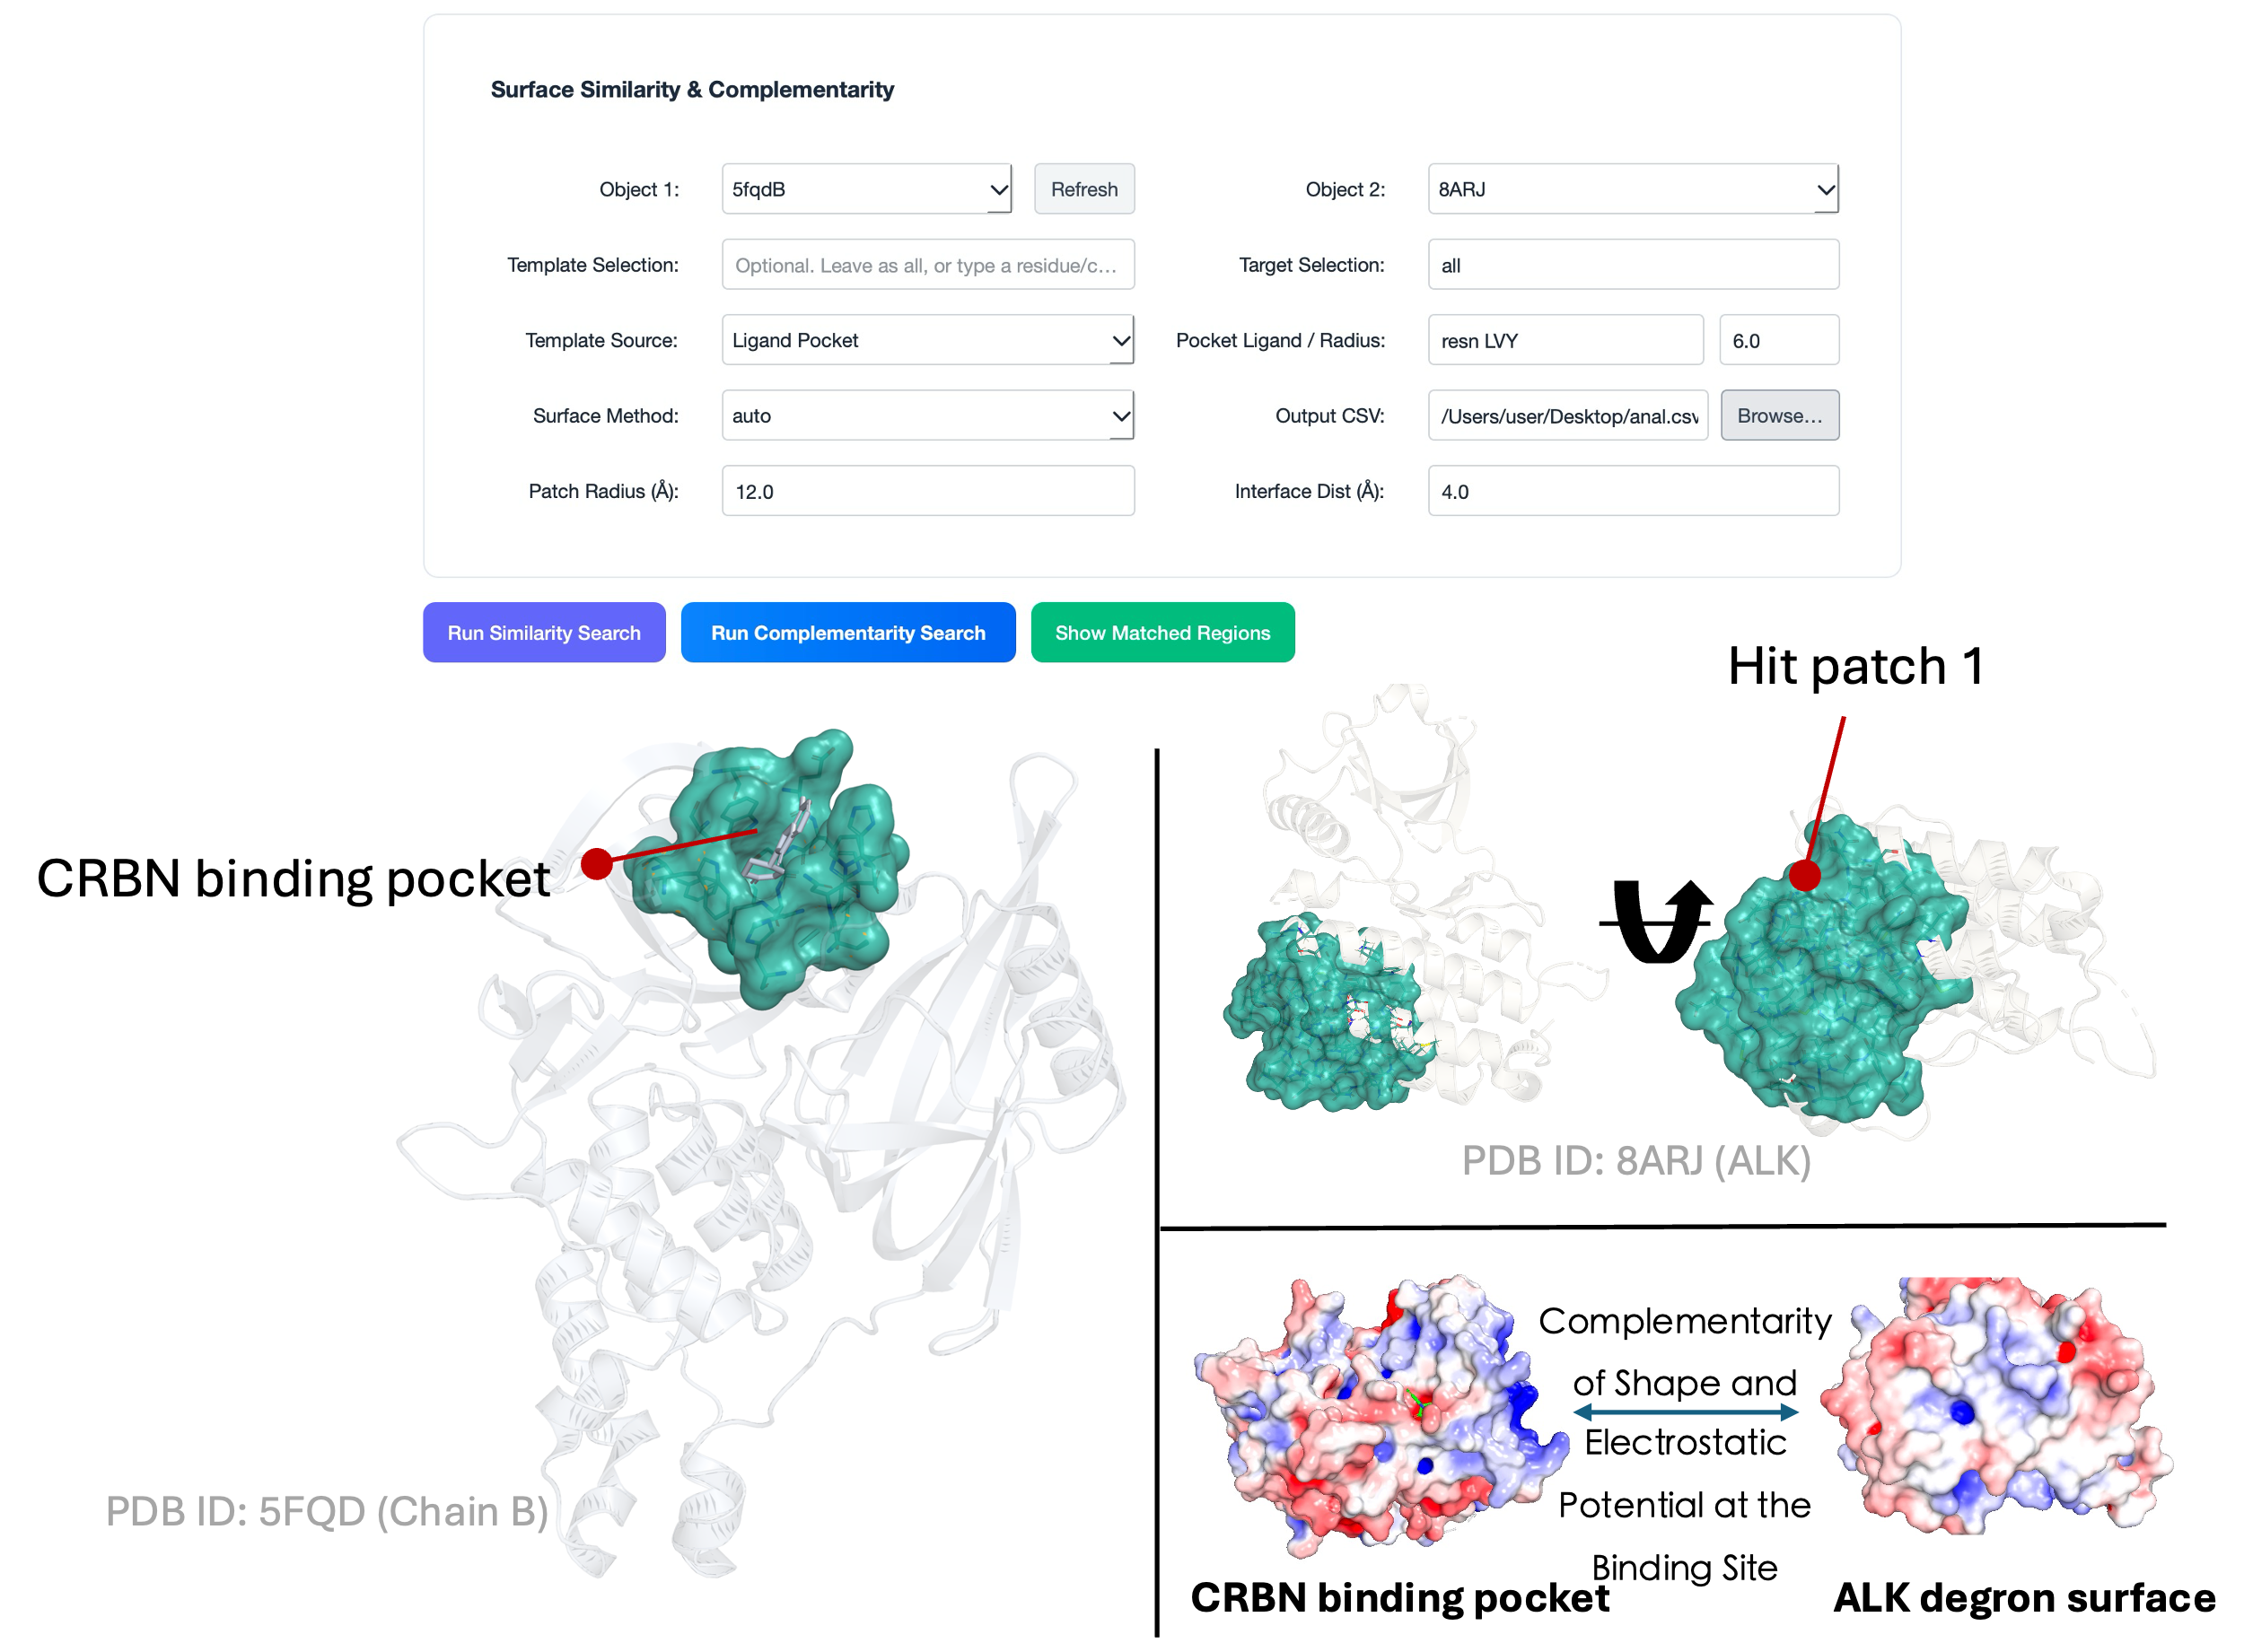 Surface Similarity & Complementarity
Object 1: 5fqdB Refresh Object 2: 8ARJ
Template Selection: Optional. Leave as all, or type a residue/c... Target Selection: all
Template Source: Ligand Pocket Pocket Ligand / Radius: resn LVY 6.0
Surface Method: auto Output CSV: /Users/user/Desktop/anal.csv Browse...
Patch Radius (Å): 12.0 Interface Dist (Å): 4.0
Run Similarity Search Run Complementarity Search Show Matched Regions
Hit patch 1
CRBN binding pocket
PDB ID: 8ARJ (ALK)
PDB ID: 5FQD (Chain B)
Complementarity
of Shape and
Electrostatic
Potential at the
Binding Site
CRBN binding pocket
ALK degron surface